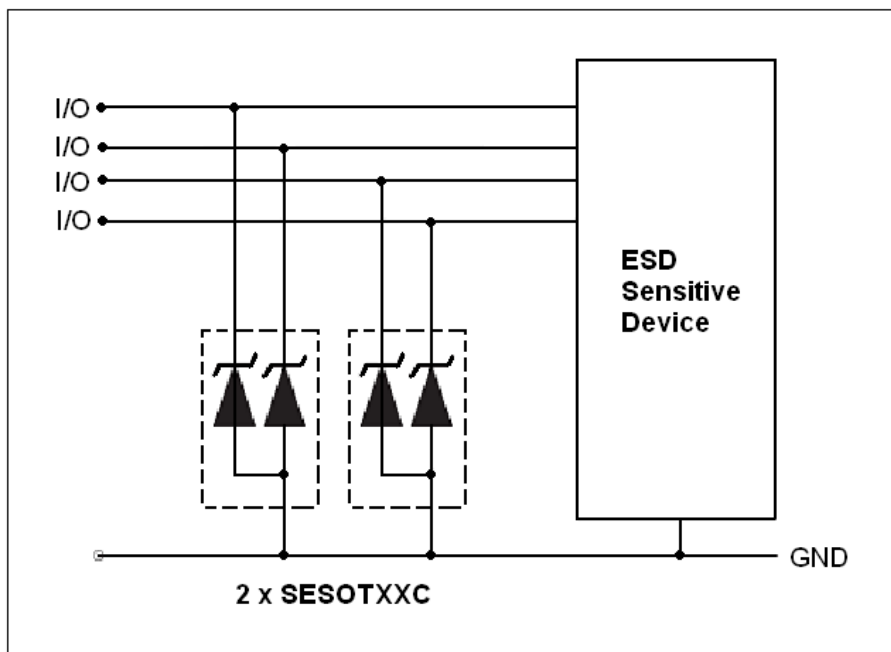 I/O
I/O
I/O
I/O
ESD
Sensitive
Device
GND
2 x SESOTXXC